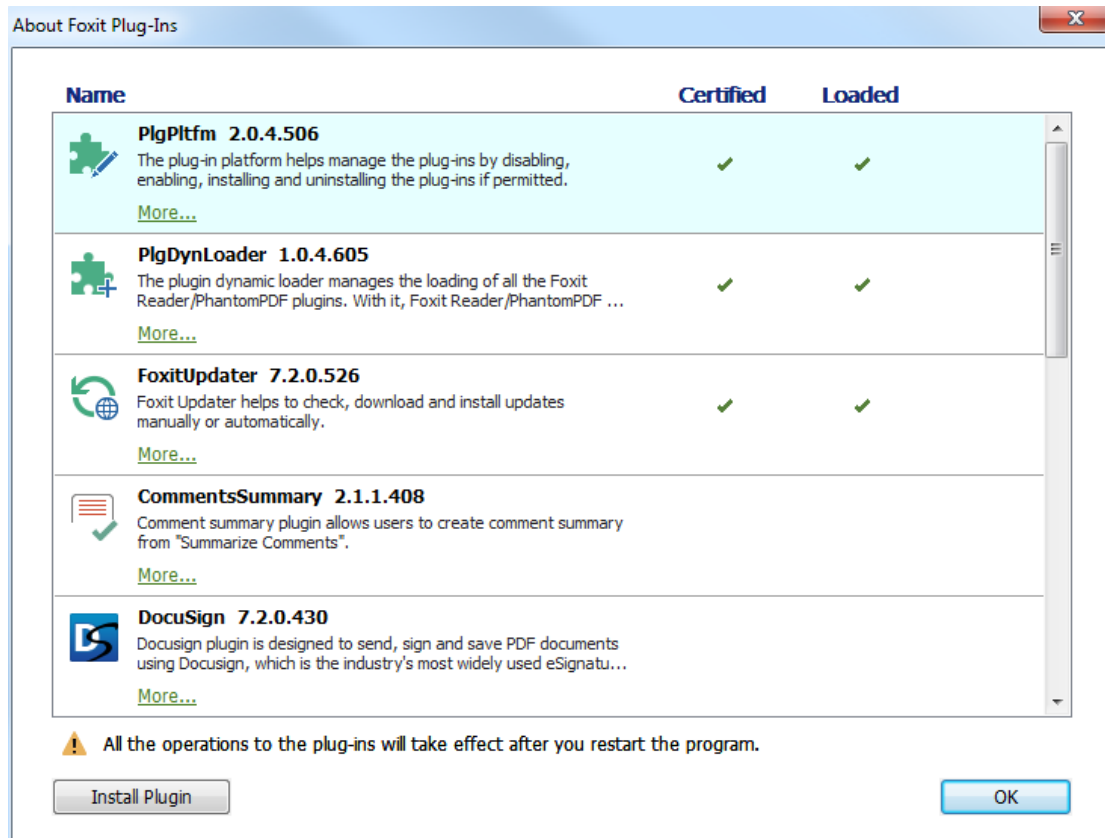 About Foxit Plug-Ins
Name Certified Loaded
PlgPltfm 2.0.4.506
The plug-in platform helps manage the plug-ins by disabling,
enabling, installing and uninstalling the plug-ins if permitted.
More...
PlgDynLoader 1.0.4.605
The plugin dynamic loader manages the loading of all the Foxit
Reader/PhantomPDF plugins. With it, Foxit Reader/PhantomPDF ...
More...
FoxitUpdater 7.2.0.526
Foxit Updater helps to check, download and install updates
manually or automatically.
More...
CommentsSummary 2.1.1.408
Comment summary plugin allows users to create comment summary
from "Summarize Comments".
More...
DocuSign 7.2.0.430
Docusign plugin is designed to send, sign and save PDF documents
using Docusign, which is the industry's most widely used eSignatu...
More...
All the operations to the plug-ins will take effect after you restart the program.
Install Plugin OK